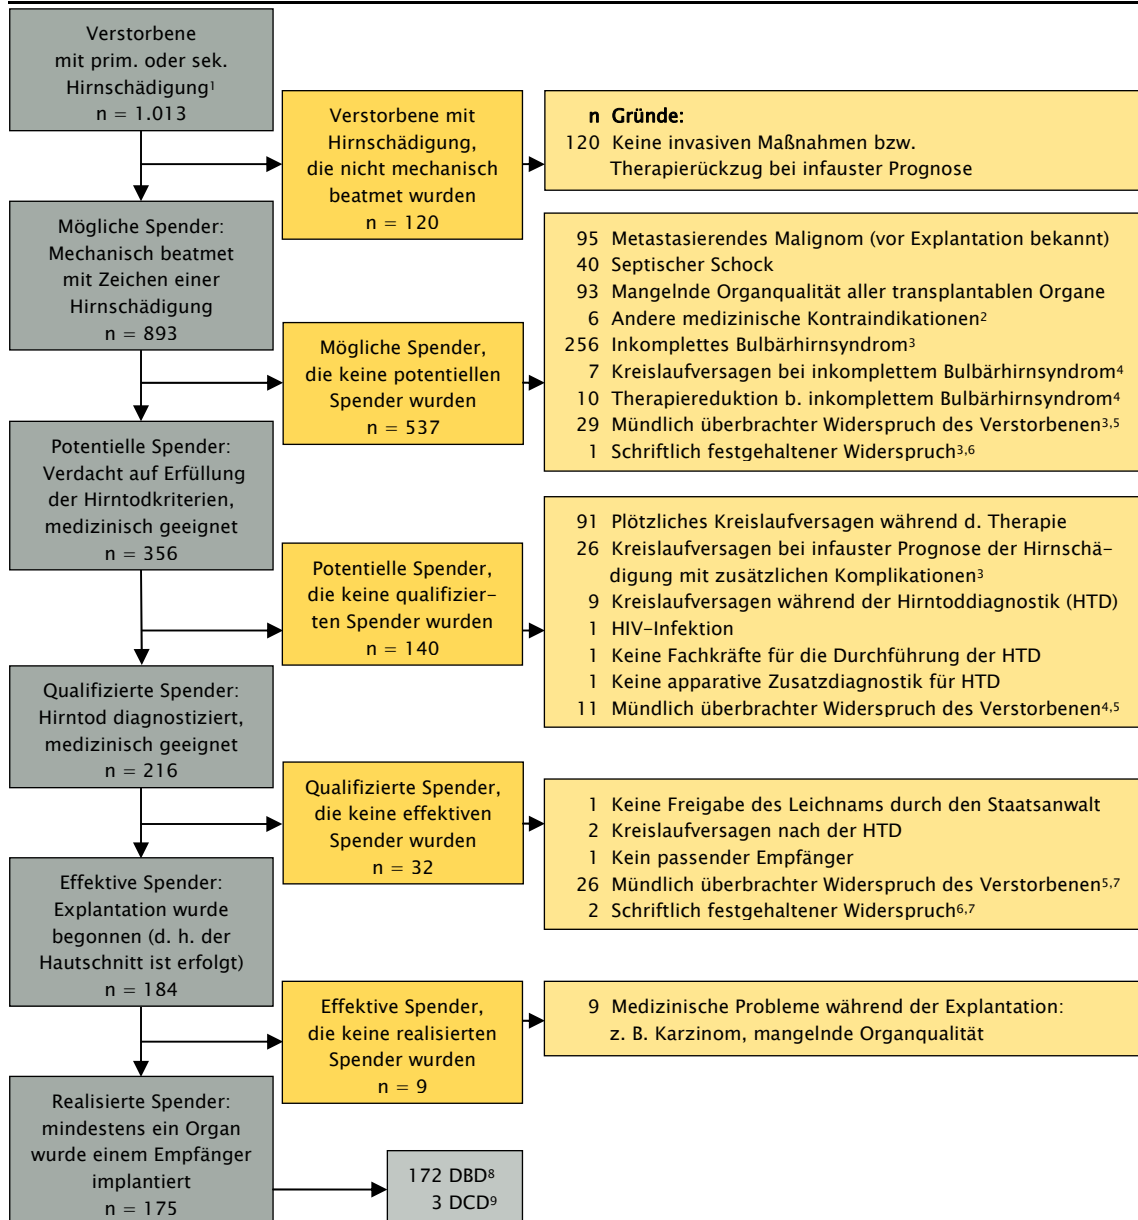 Verstorbene
mit prim. oder sek.
Hirnschädigung¹
n = 1.013
Verstorbene mit
Hirnschädigung,
die nicht mechanisch
beatmet wurden
n = 120
n Gründe:
120 Keine invasiven Maßnahmen bzw.
Therapierückzug bei infauster Prognose
Mögliche Spender:
Mechanisch beatmet
mit Zeichen einer
Hirnschädigung
n = 893
Mögliche Spender,
die keine potentiellen
Spender wurden
n = 537
95 Metastasierendes Malignom (vor Explantation bekannt)
40 Septischer Schock
93 Mangelnde Organqualität aller transplantablen Organe
6 Andere medizinische Kontraindikationen²
256 Inkomplettes Bulbärhirnsyndrom³
7 Kreislaufversagen bei inkomplettem Bulbärhirnsyndrom⁴
10 Therapiereduktion b. inkomplettem Bulbärhirnsyndrom⁴
29 Mündlich überbrachter Widerspruch des Verstorbenen³,⁵
1 Schriftlich festgehaltener Widerspruch³,⁶
Potentielle Spender:
Verdacht auf Erfüllung
der Hirntodkriterien,
medizinisch geeignet
n = 356
Potentielle Spender,
die keine qualifizier-
ten Spender wurden
n = 140
91 Plötzliches Kreislaufversagen während d. Therapie
26 Kreislaufversagen bei infauster Prognose der Hirnschä-
digung mit zusätzlichen Komplikationen³
9 Kreislaufversagen während der Hirntoddiagnostik (HTD)
1 HIV-Infektion
1 Keine Fachkräfte für die Durchführung der HTD
1 Keine apparative Zusatzdiagnostik für HTD
11 Mündlich überbrachter Widerspruch des Verstorbenen⁴,⁵
Qualifizierte Spender:
Hirntod diagnostiziert,
medizinisch geeignet
n = 216
Qualifizierte Spender,
die keine effektiven
Spender wurden
n = 32
1 Keine Freigabe des Leichnams durch den Staatsanwalt
2 Kreislaufversagen nach der HTD
1 Kein passender Empfänger
26 Mündlich überbrachter Widerspruch des Verstorbenen⁵,⁷
2 Schriftlich festgehaltener Widerspruch⁶,⁷
Effektive Spender:
Explantation wurde
begonnen (d. h. der
Hautschnitt ist erfolgt)
n = 184
Effektive Spender,
die keine realisierten
Spender wurden
n = 9
9 Medizinische Probleme während der Explantation:
z. B. Karzinom, mangelnde Organqualität
Realisierte Spender:
mindestens ein Organ
wurde einem Empfänger
implantiert
n = 175
172 DBD⁸
3 DCD⁹